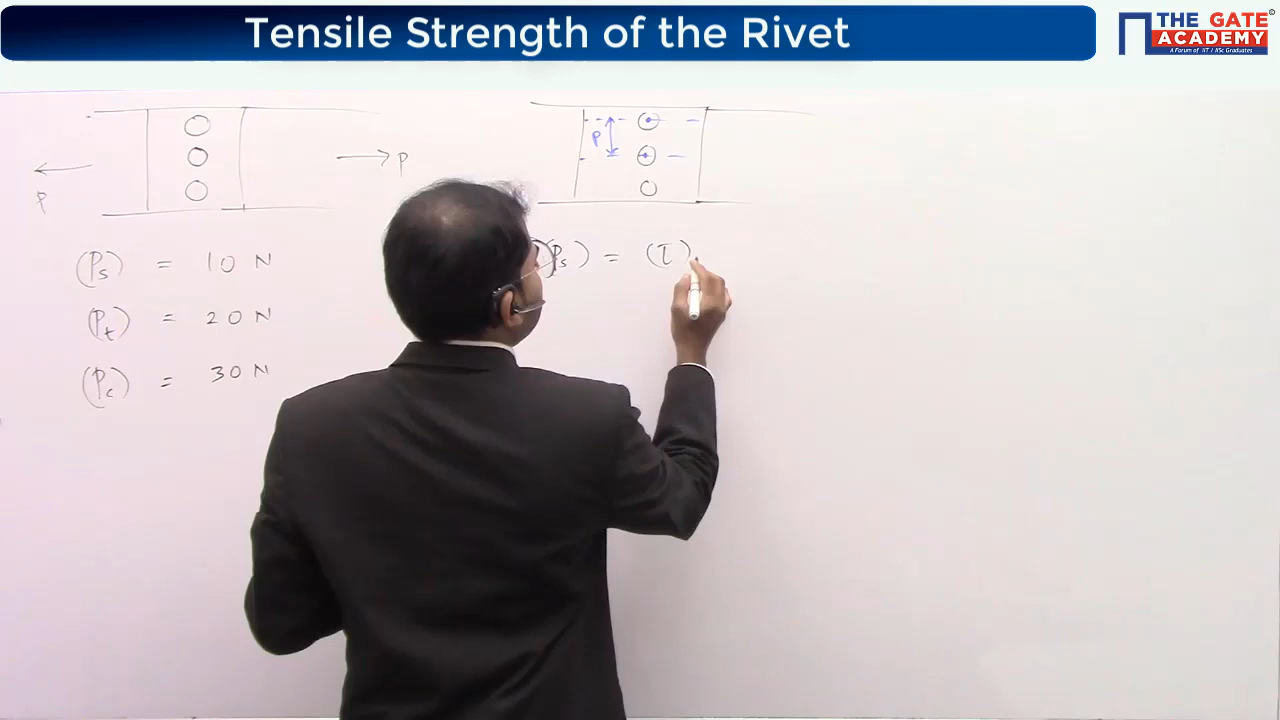 Tensile Strength of the Rivet
THE GATE
ACADEMY
A Forum of IIT / IISc Graduates
©
P
P
P
(Ps) = 10 N
(Pt) = 20 N
(Pc) = 30 N
(Ps) = (τ)